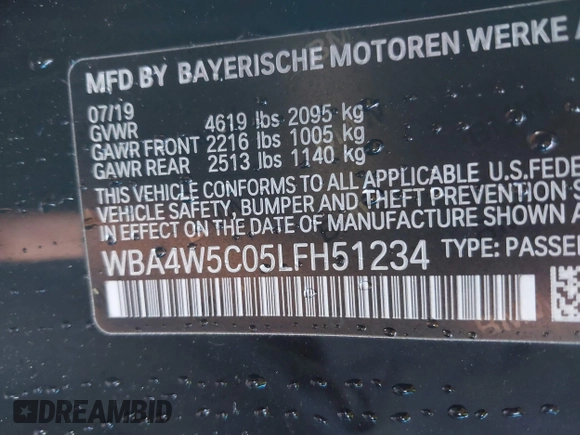 MFD BY BAYERISCHE MOTOREN WERKE A
07/19
GVWR 4619 lbs 2095 kg
GAWR FRONT 2216 lbs 1005 kg
GAWR REAR 2513 lbs 1140 kg
THIS VEHICLE CONFORMS TO ALL APPLICABLE U.S.FEDE
VEHICLE SAFETY, BUMPER AND THEFT PREVENTION S
IN EFFECT ON THE DATE OF MANUFACTURE SHOWN A
WBA4W5C05LFH51234 TYPE: PASSE
DREAMBID